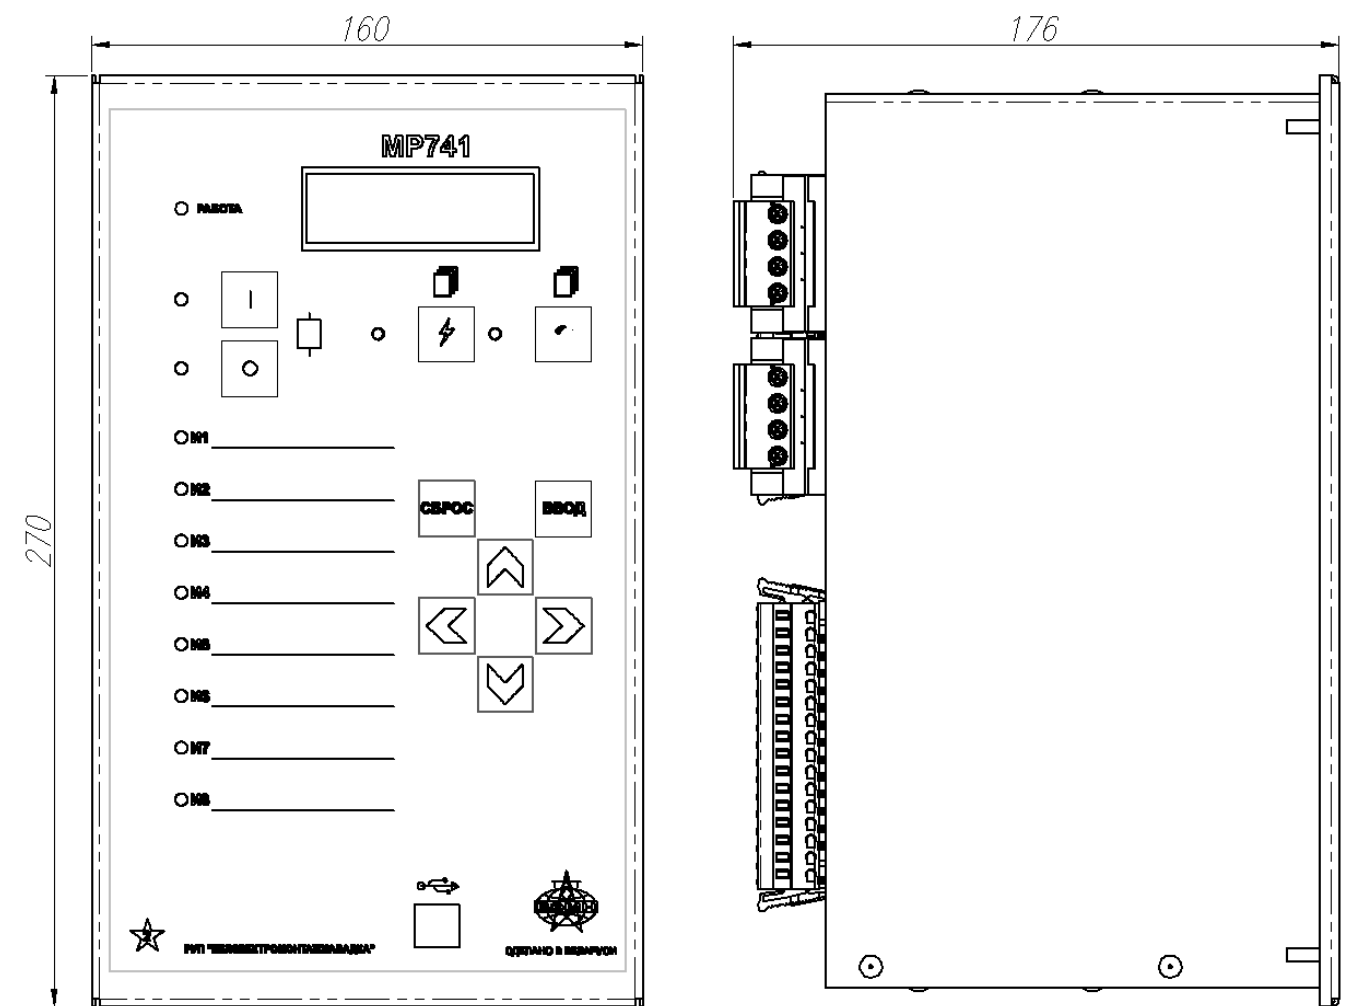 160
176
270
МР741
РАБОТА
И1
И2
И3
СБРОС
ВВОД
И4
И5
И6
И7
И8
РУП "БЕЛЭЛЕКТРОМОНТАЖНАЛАДКА"
СДЕЛАНО В БЕЛАРУСИ